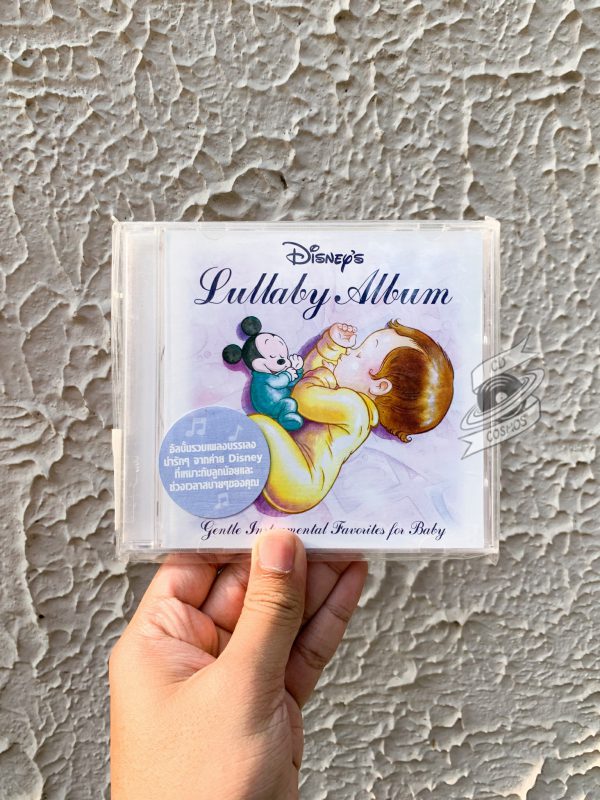 Disney's
Lullaby Album
CD
COSMOS
อัลบั้มรวมเพลงบรรเลง
น่ารักๆ จากค่าย Disney
ที่เหมาะกับลูกน้อยและ
ช่วงเวลาสบายๆของคุณ
Gentle Instrumental Favorites for Baby